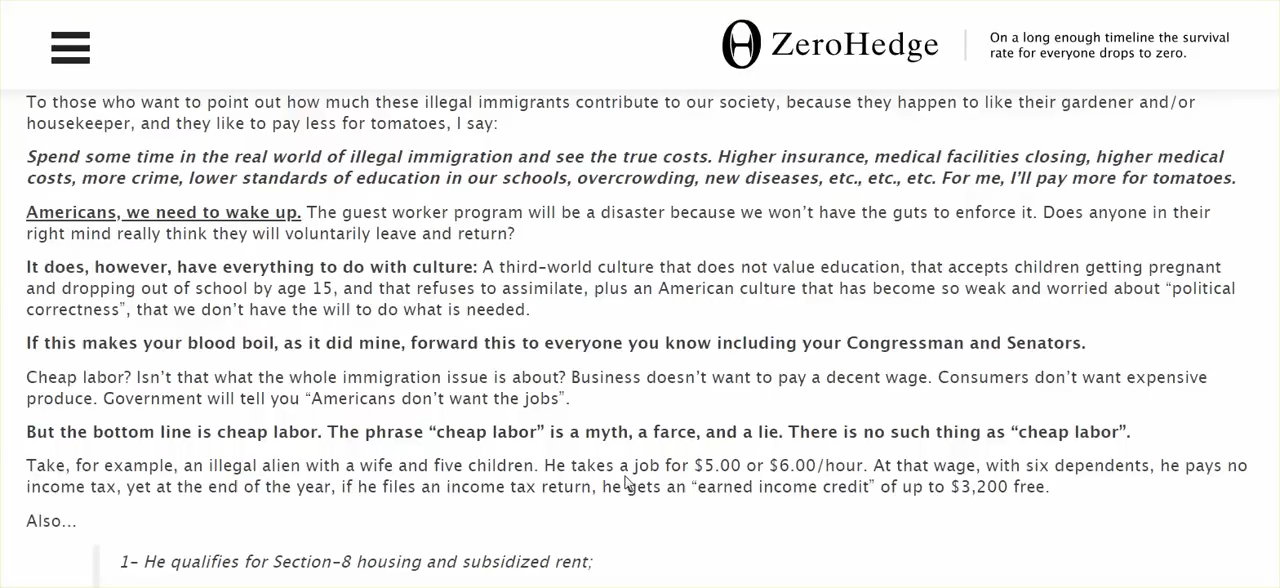 ZeroHedge
On a long enough timeline the survival
rate for everyone drops to zero.
To those who want to point out how much these illegal immigrants contribute to our society, because they happen to like their gardener and/or
housekeeper, and they like to pay less for tomatoes, I say:
Spend some time in the real world of illegal immigration and see the true costs. Higher insurance, medical facilities closing, higher medical
costs, more crime, lower standards of education in our schools, overcrowding, new diseases, etc., etc., etc. For me, I’ll pay more for tomatoes.
Americans, we need to wake up. The guest worker program will be a disaster because we won’t have the guts to enforce it. Does anyone in their
right mind really think they will voluntarily leave and return?
It does, however, have everything to do with culture: A third-world culture that does not value education, that accepts children getting pregnant
and dropping out of school by age 15, and that refuses to assimilate, plus an American culture that has become so weak and worried about “political
correctness”, that we don’t have the will to do what is needed.
If this makes your blood boil, as it did mine, forward this to everyone you know including your Congressman and Senators.
Cheap labor? Isn’t that what the whole immigration issue is about? Business doesn’t want to pay a decent wage. Consumers don’t want expensive
produce. Government will tell you “Americans don’t want the jobs”.
But the bottom line is cheap labor. The phrase “cheap labor” is a myth, a farce, and a lie. There is no such thing as “cheap labor”.
Take, for example, an illegal alien with a wife and five children. He takes a job for $5.00 or $6.00/hour. At that wage, with six dependents, he pays no
income tax, yet at the end of the year, if he files an income tax return, he gets an “earned income credit” of up to $3,200 free.
Also...
1- He qualifies for Section-8 housing and subsidized rent;